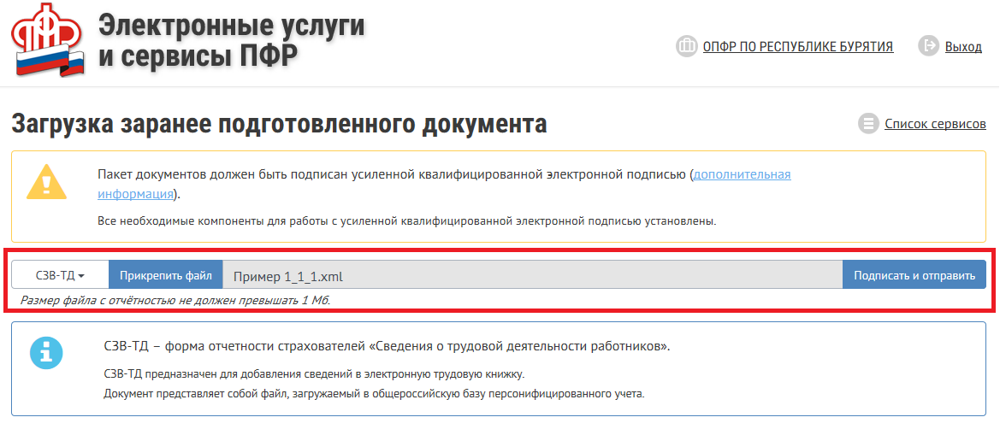 Электронные услуги
и сервисы ПФР
ОПФР ПО РЕСПУБЛИКЕ БУРЯТИЯ
Выход
Загрузка заранее подготовленного документа
Список сервисов
Пакет документов должен быть подписан усиленной квалифицированной электронной подписью (дополнительная
информация).
Все необходимые компоненты для работы с усиленной квалифицированной электронной подписью установлены.
СЗВ-ТД
Прикрепить файл
Пример 1_1_1.xml
Подписать и отправить
Размер файла с отчётностью не должен превышать 1 Мб.
СЗВ-ТД – форма отчетности страхователей «Сведения о трудовой деятельности работников».
СЗВ-ТД предназначен для добавления сведений в электронную трудовую книжку.
Документ представляет собой файл, загружаемый в общероссийскую базу персонифицированного учета.